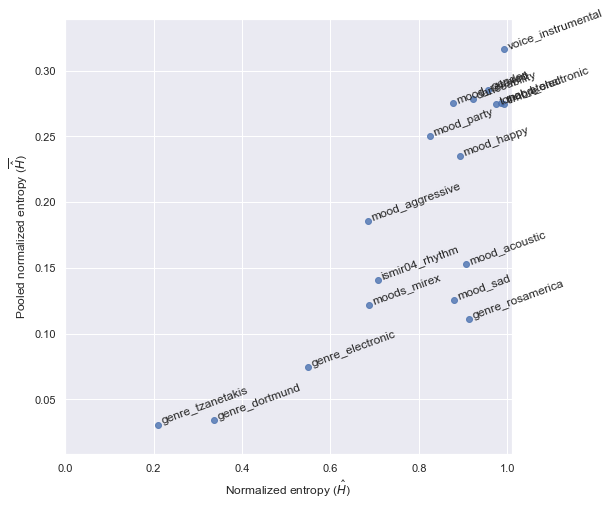 voice_instrumental
mood_party
mood_happy
mood_aggressive
mood_acoustic
ismir04_rhythm
moods_mirex
mood_sad
genre_rosamerica
genre_electronic
genre_tzanetakis
genre_dortmund
0.30
0.25
0.20
0.15
0.10
0.05
0.0
0.2
0.4
0.6
0.8
1.0
Pooled normalized entropy (Ĥ̅)
Normalized entropy (Ĥ)